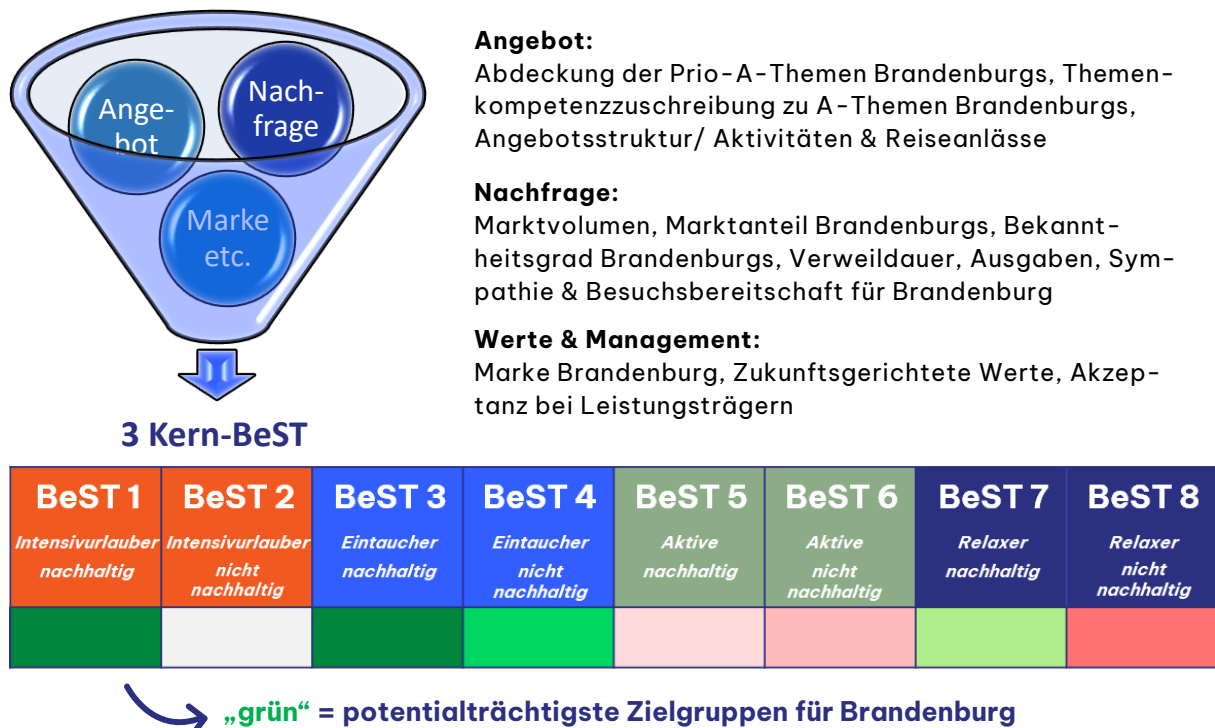 Ange-
bot
Nach-
frage
Marke
etc.
3 Kern-BeST
Angebot:
Abdeckung der Prio-A-Themen Brandenburgs, Themen-
kompetenzzuschreibung zu A-Themen Brandenburgs,
Angebotsstruktur/ Aktivitäten & Reiseanlässe
Nachfrage:
Marktvolumen, Marktanteil Brandenburgs, Bekannt-
heitsgrad Brandenburgs, Verweildauer, Ausgaben, Sym-
pathie & Besuchsbereitschaft für Brandenburg
Werte & Management:
Marke Brandenburg, Zukunftsgerichtete Werte, Akzep-
tanz bei Leistungsträgern
BeST 1
Intensivurlauber
nachhaltig
BeST 2
Intensivurlauber
nicht
nachhaltig
BeST 3
Eintaucher
nachhaltig
BeST 4
Eintaucher
nicht
nachhaltig
BeST 5
Aktive
nachhaltig
BeST 6
Aktive
nicht
nachhaltig
BeST 7
Relaxer
nachhaltig
BeST 8
Relaxer
nicht
nachhaltig
„grün“ = potentialträchtigste Zielgruppen für Brandenburg